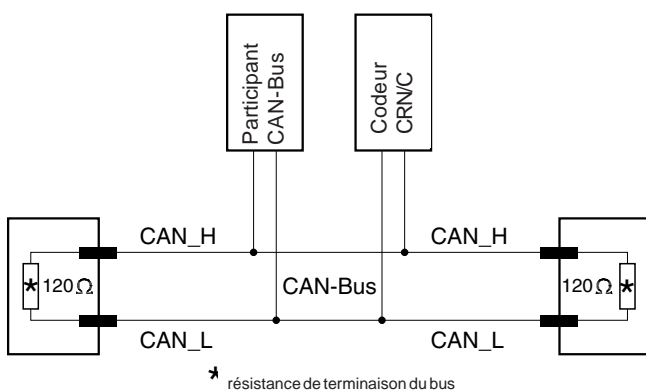 Participant
CAN-Bus
Codeur
CRN/C
CAN_H
CAN_H
* 120Ω
CAN-Bus
120Ω *
CAN_L
CAN_L
* résistance de terminaison du bus